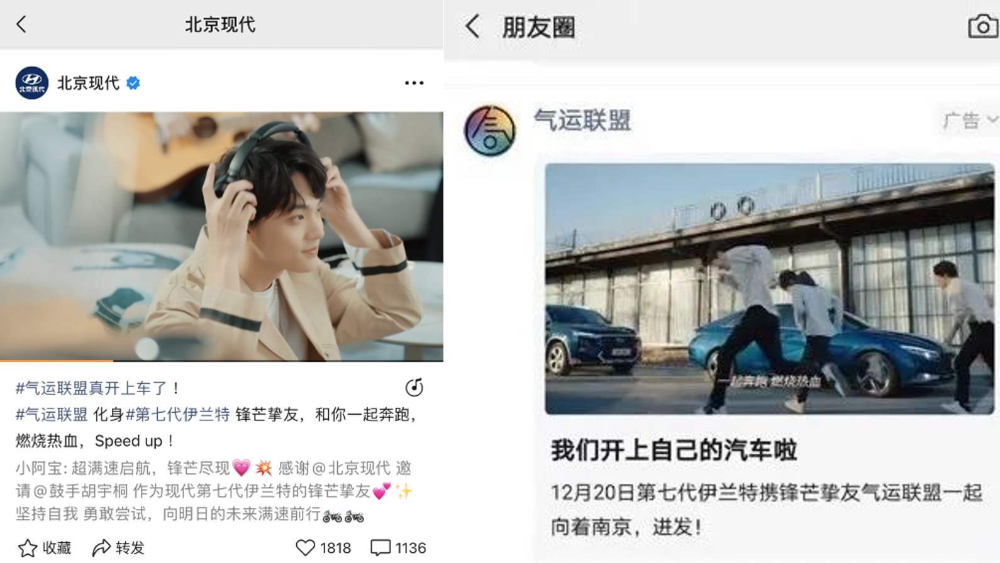 北京现代
北京现代
北京现代
#气运联盟真开上车了！
#气运联盟 化身#第七代伊兰特 锋芒挚友，和你一起奔跑，
燃烧热血，Speed up！
小阿宝: 超满速启航，锋芒尽现💗💥 感谢@北京现代 邀
请@鼓手胡宇桐 作为现代第七代伊兰特的锋芒挚友💕✨
坚持自我 勇敢尝试，向明日的未来满速前行🏍🏍
收藏 转发 1818 1136
朋友圈
气运联盟
广告
一起奔跑 燃烧热血
我们开上自己的汽车啦
12月20日第七代伊兰特携锋芒挚友气运联盟一起
向着南京，进发！